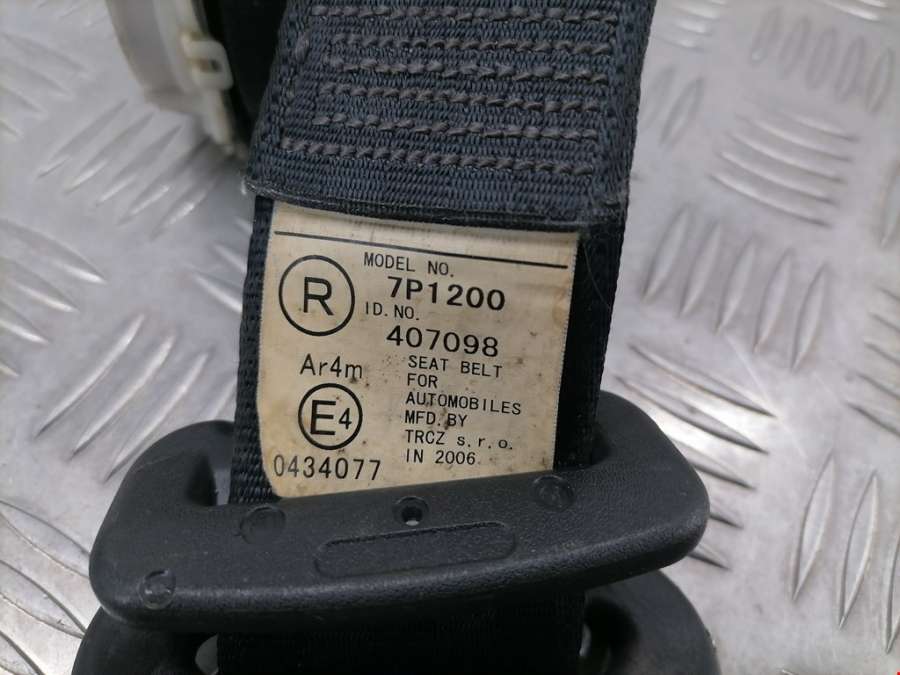 MODEL NO.
7P1200
R
ID. NO.
407098
Ar4m
SEAT BELT
FOR
AUTOMOBILES
MFD. BY
TRCZ s.r.o.
IN 2006.
E4
0434077